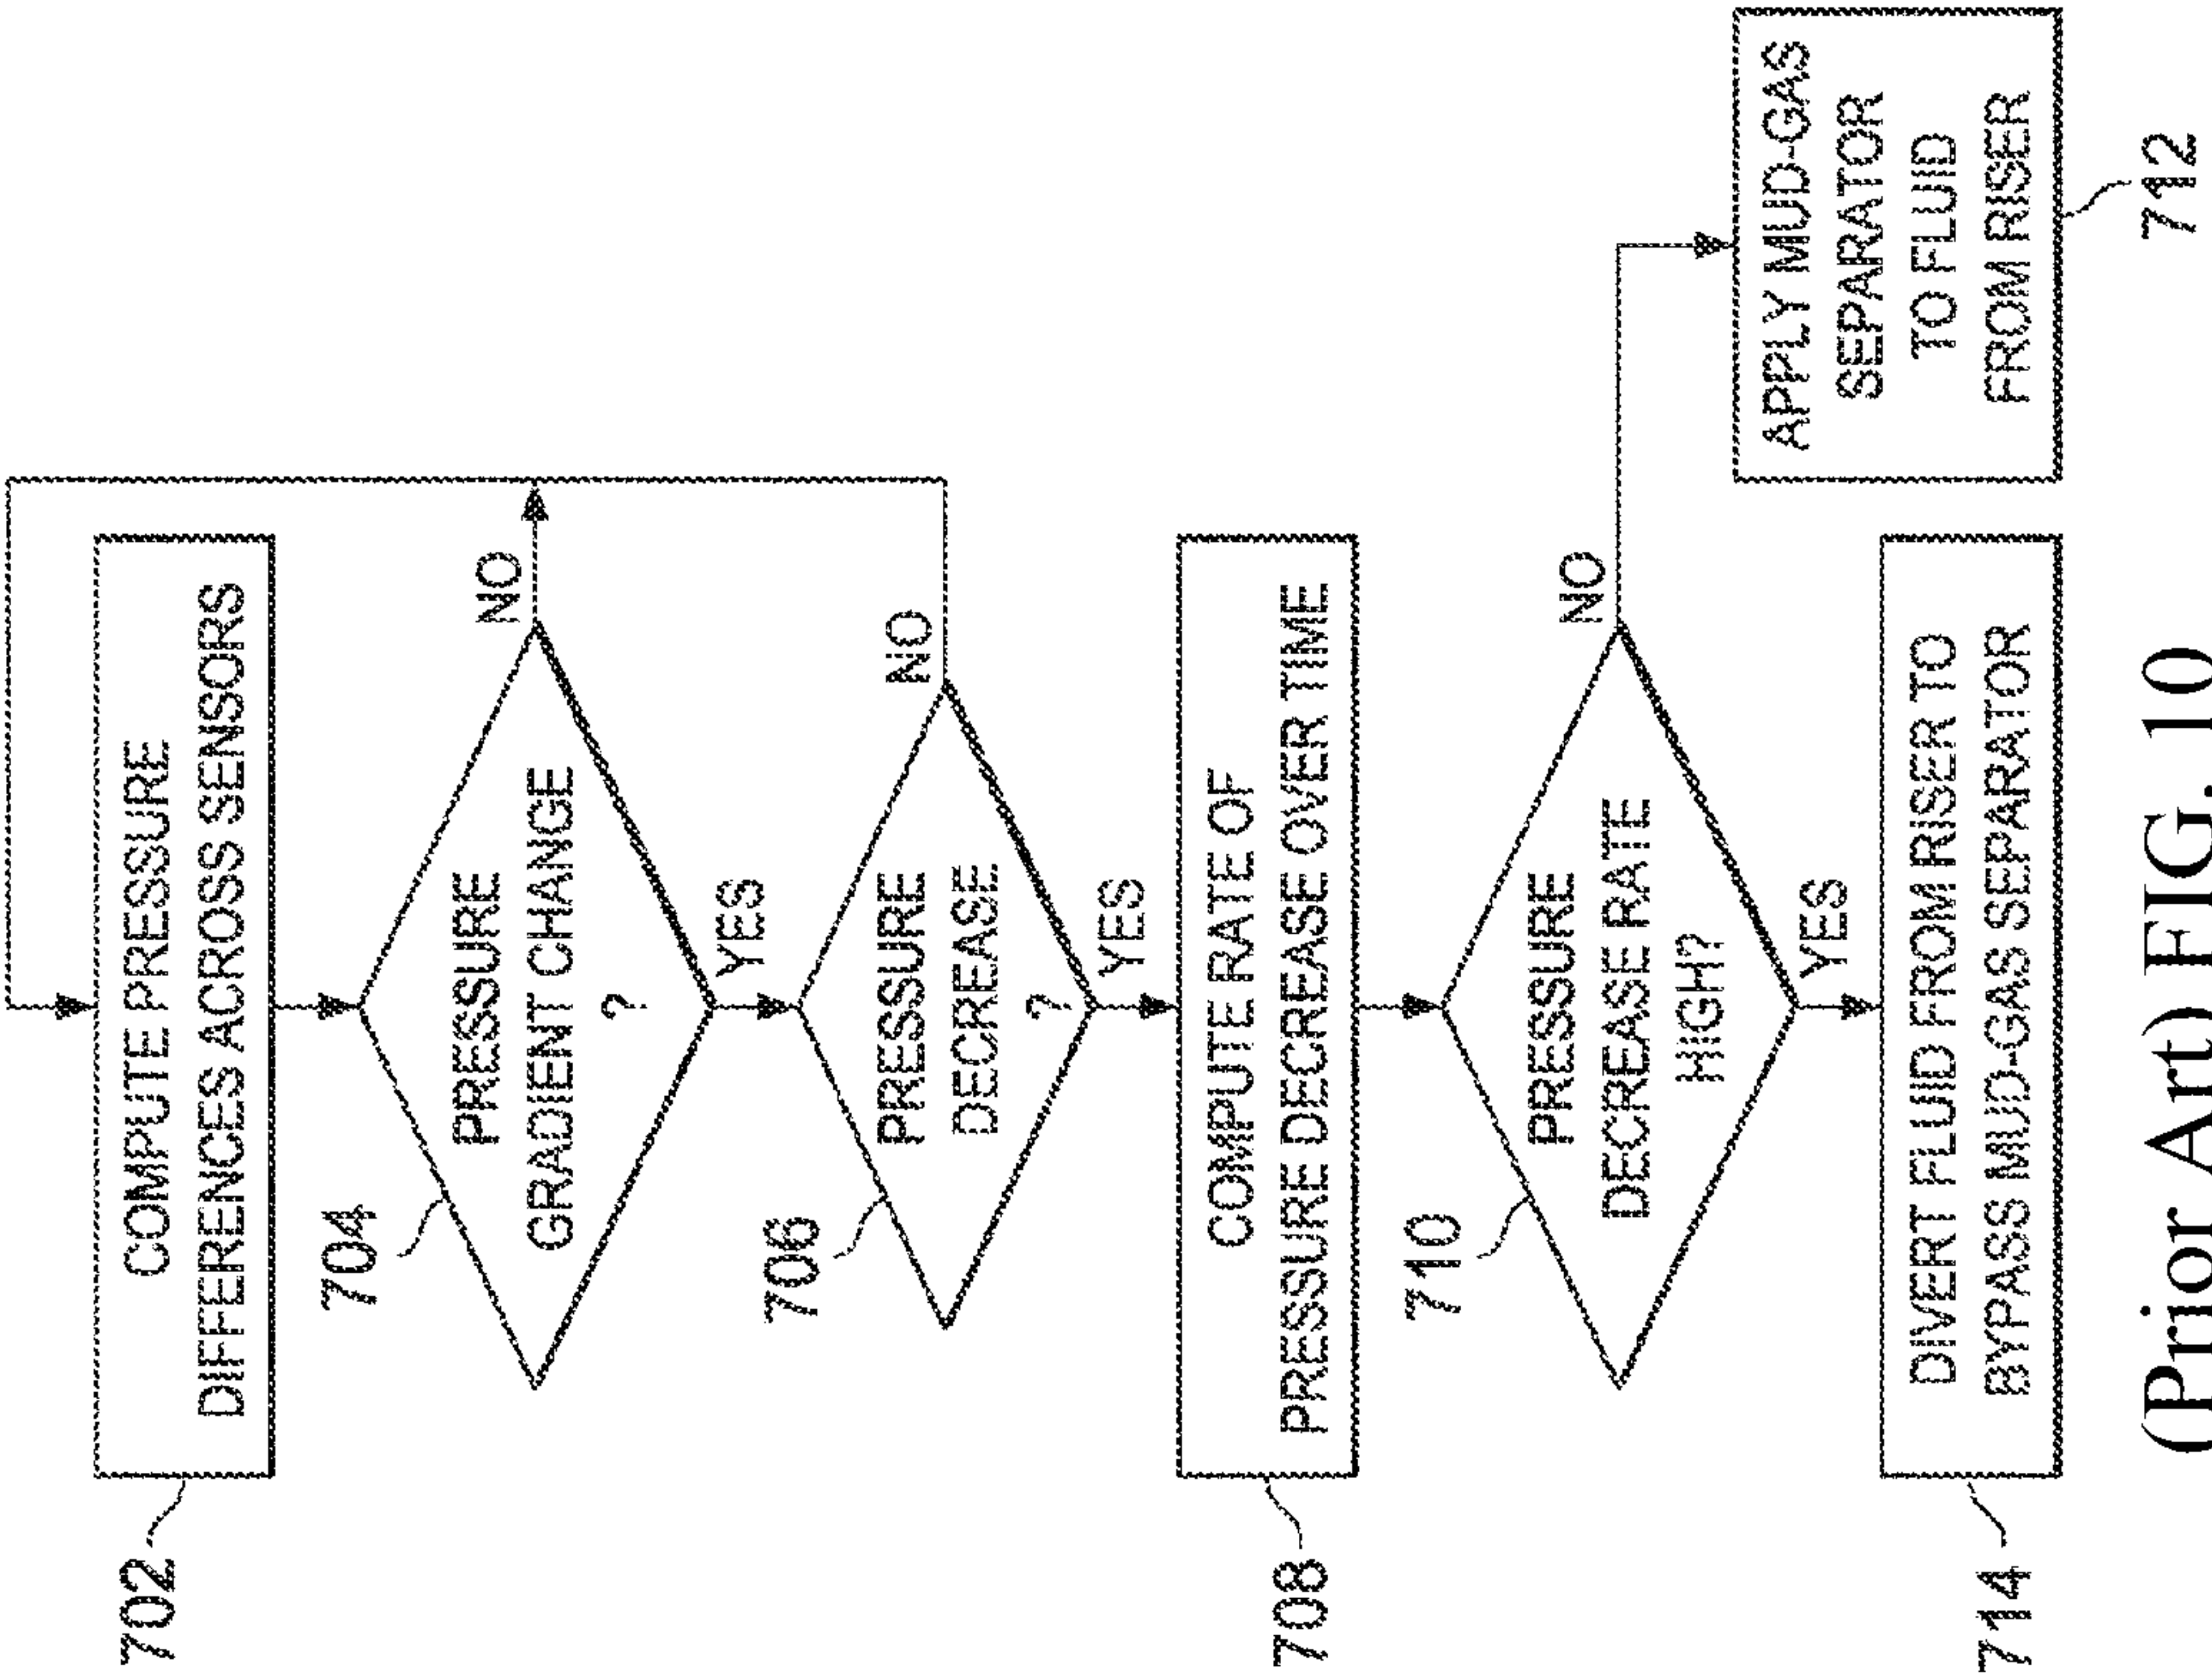 702
COMPUTE PRESSURE
DIFFERENCES ACROSS SENSORS
704
PRESSURE
GRADIENT CHANGE
?
NO
YES
706
PRESSURE
DECREASE
?
NO
YES
708
COMPUTE RATE OF
PRESSURE DECREASE OVER TIME
710
PRESSURE
DECREASE RATE
HIGH?
NO
YES
APPLY MUD-GAS
SEPARATOR
TO FLUID
FROM RISER
712
714
DIVERT FLUID FROM RISER TO
BYPASS MUD-GAS SEPARATOR
(Prior Art) FIG.10